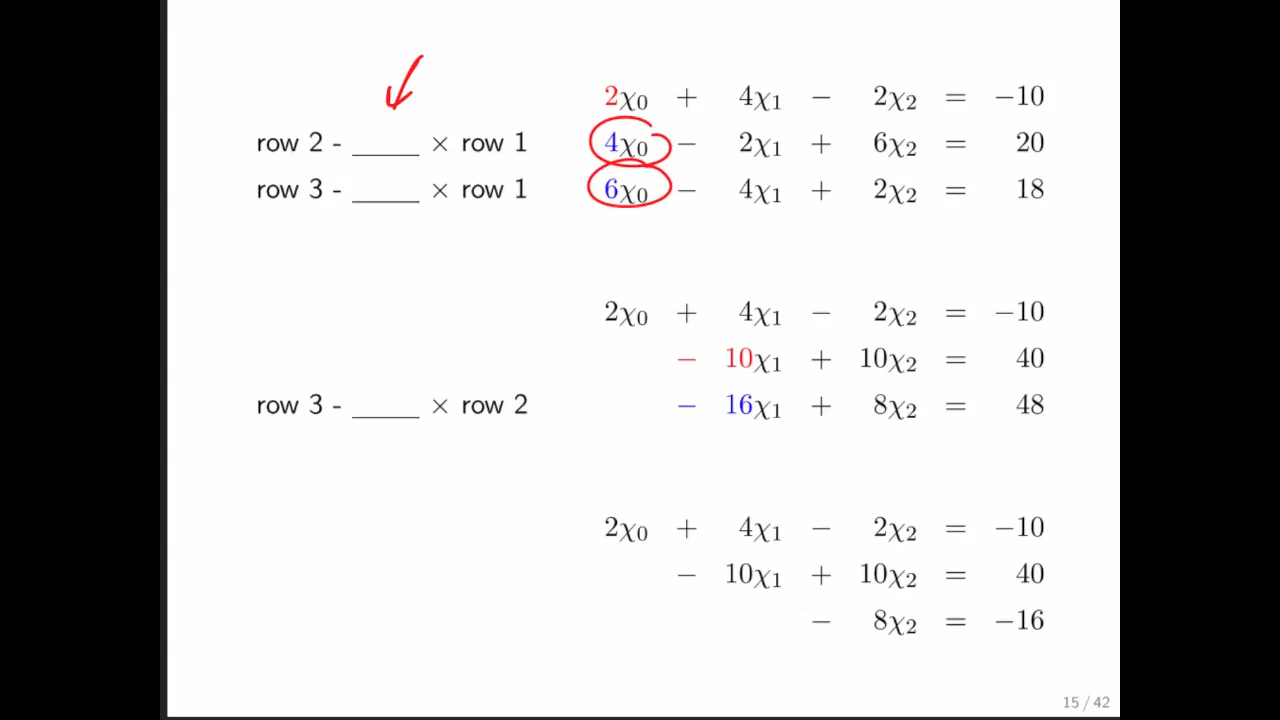 2χ₀ + 4χ₁ − 2χ₂ = −10
row 2 - _____ × row 1 4χ₀ − 2χ₁ + 6χ₂ = 20
row 3 - _____ × row 1 6χ₀ − 4χ₁ + 2χ₂ = 18
2χ₀ + 4χ₁ − 2χ₂ = −10
− 10χ₁ + 10χ₂ = 40
row 3 - _____ × row 2 − 16χ₁ + 8χ₂ = 48
2χ₀ + 4χ₁ − 2χ₂ = −10
− 10χ₁ + 10χ₂ = 40
− 8χ₂ = −16
15 / 42